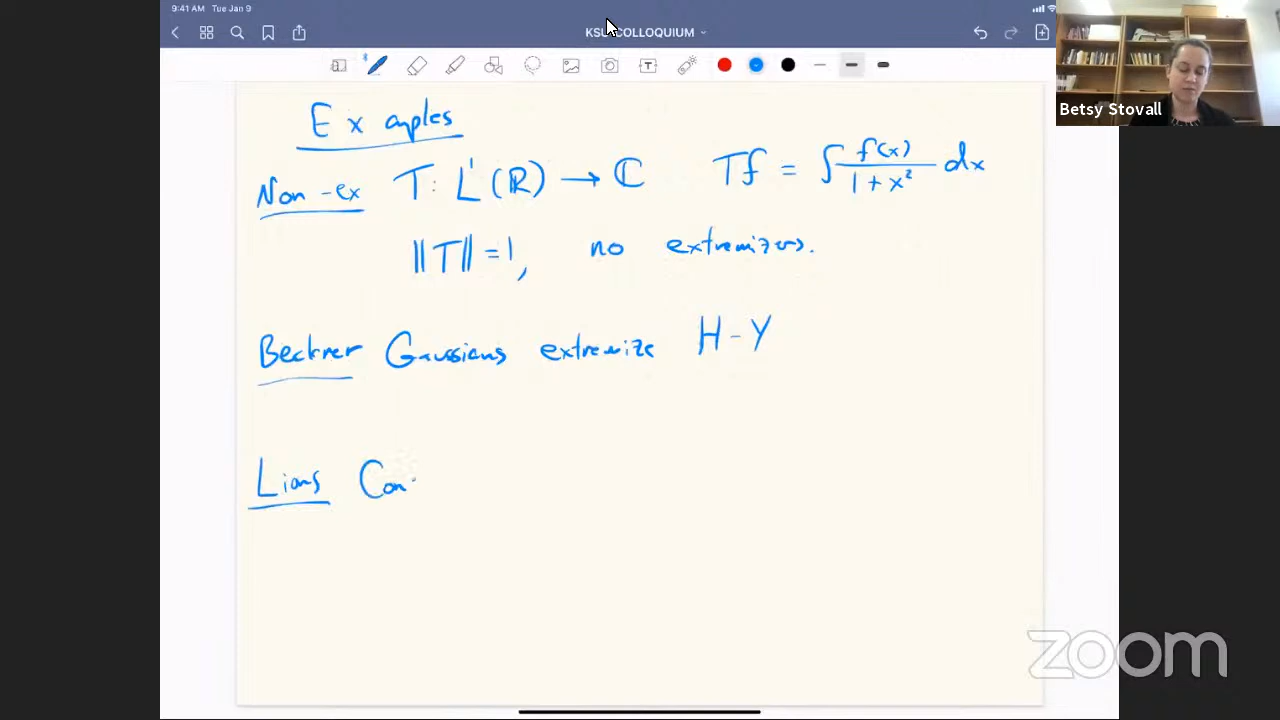 9:41 AM Tue Jan 9
KSU COLLOQUIUM
Betsy Stovall
Examples
Non-ex T: L¹(ℝ) → ℂ Tf = ∫ f(x)/(1+x²) dx
‖T‖ = 1, no extremizers.
Beckner Gaussians extremize H-Y
Lions Con
zoom